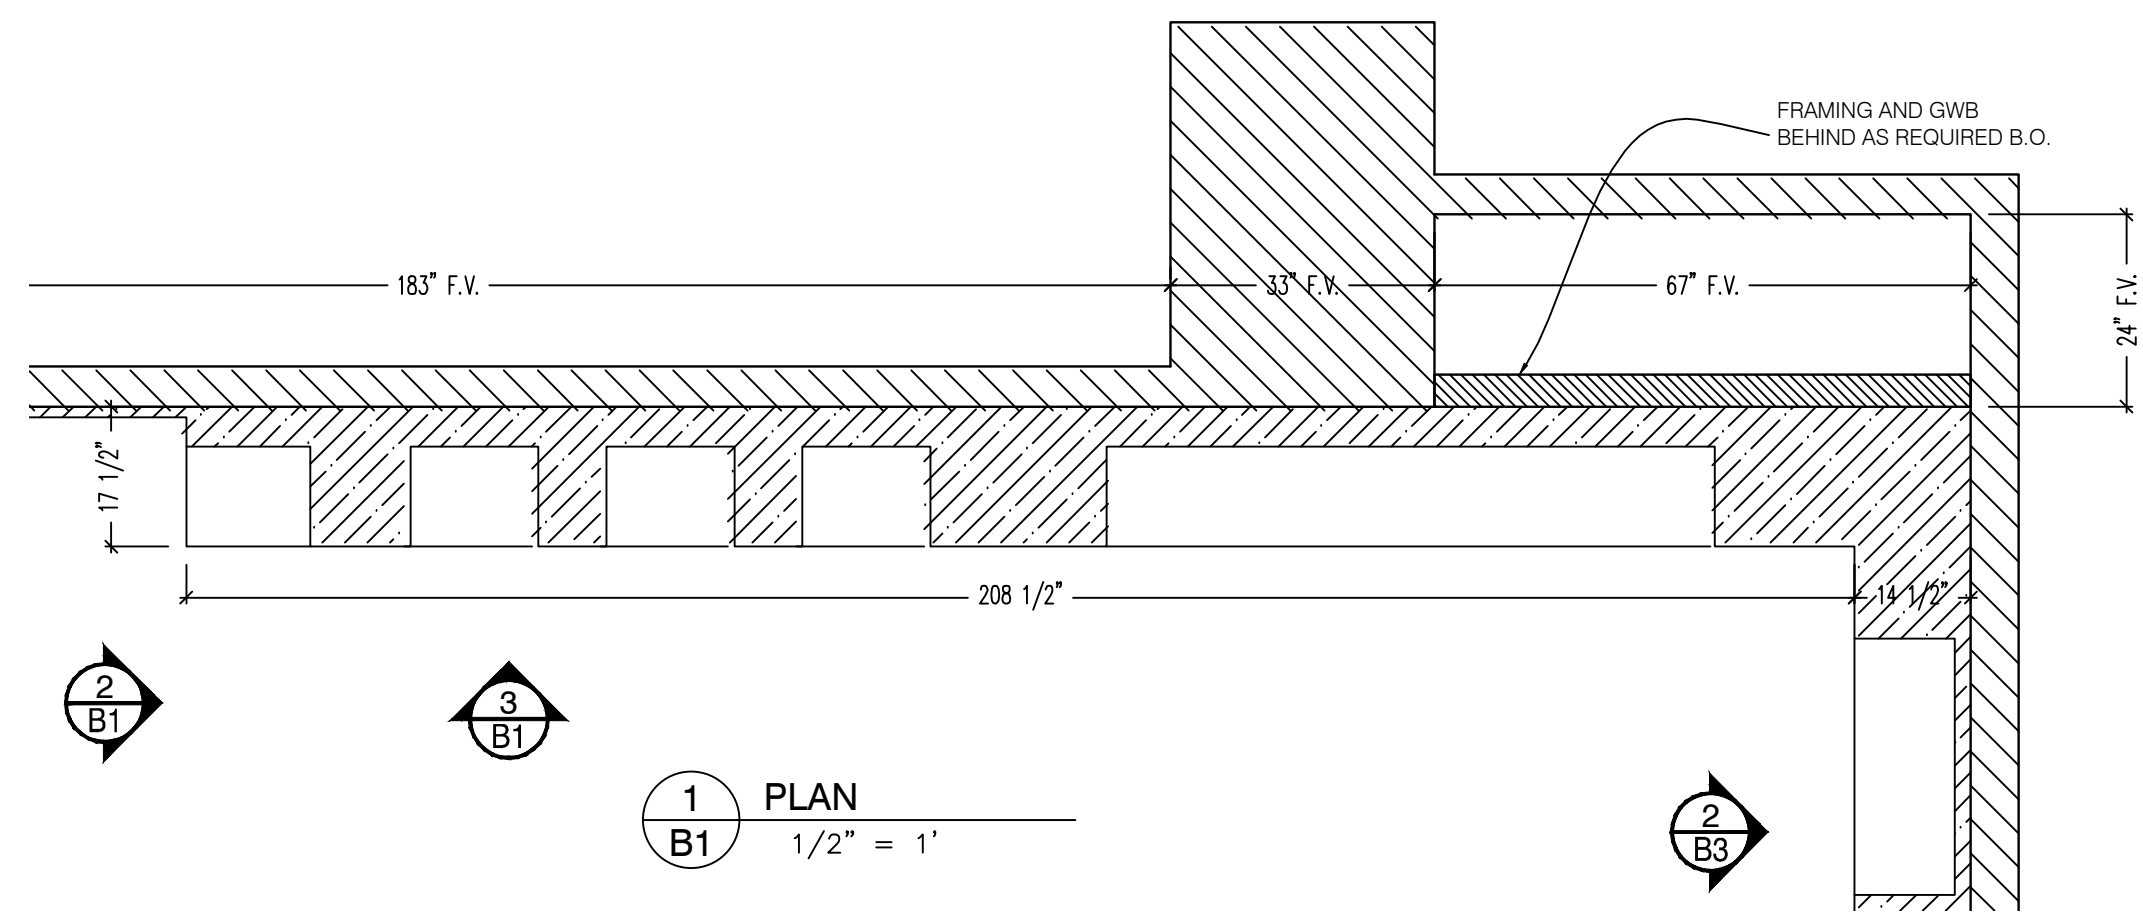 FRAMING AND GWB
BEHIND AS REQUIRED B.O.
183" F.V.
33" F.V.
67" F.V.
24" F.V.
17 1/2"
208 1/2"
14 1/2"
2
B1
3
B1
1
PLAN
B1
1/2" = 1'
2
B3